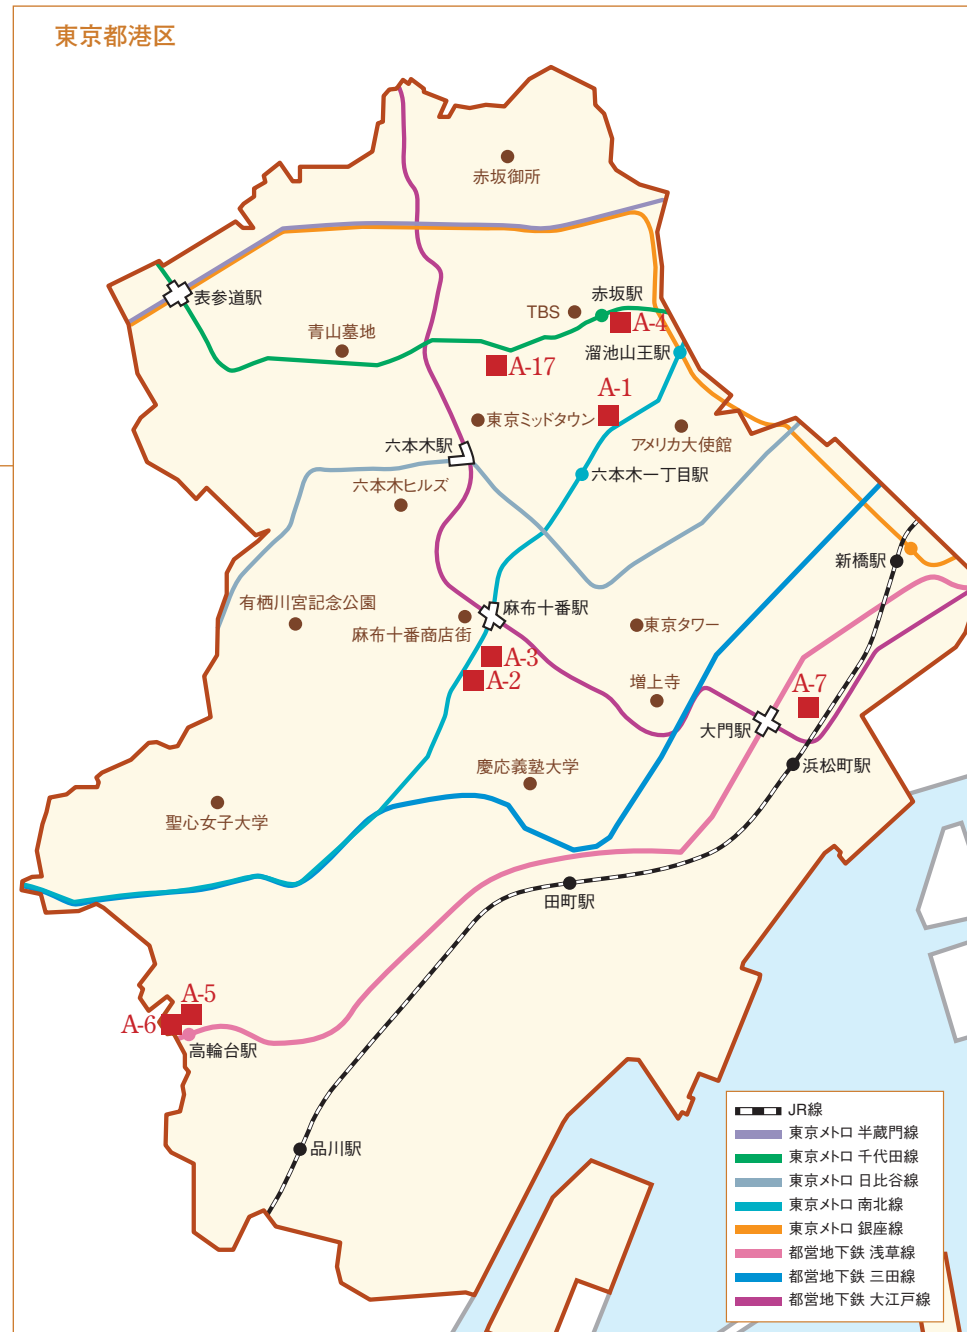 東京都港区
赤坂御所
表参道駅
赤坂駅
TBS
A-4
青山墓地
溜池山王駅
A-17
A-1
東京ミッドタウン
アメリカ大使館
六本木駅
六本木一丁目駅
六本木ヒルズ
新橋駅
有栖川宮記念公園
麻布十番駅
麻布十番商店街
東京タワー
A-3
A-2
増上寺
A-7
大門駅
浜松町駅
慶応義塾大学
聖心女子大学
田町駅
A-5
A-6
高輪台駅
品川駅
JR線
東京メトロ 半蔵門線
東京メトロ 千代田線
東京メトロ 日比谷線
東京メトロ 南北線
東京メトロ 銀座線
都営地下鉄 浅草線
都営地下鉄 三田線
都営地下鉄 大江戸線